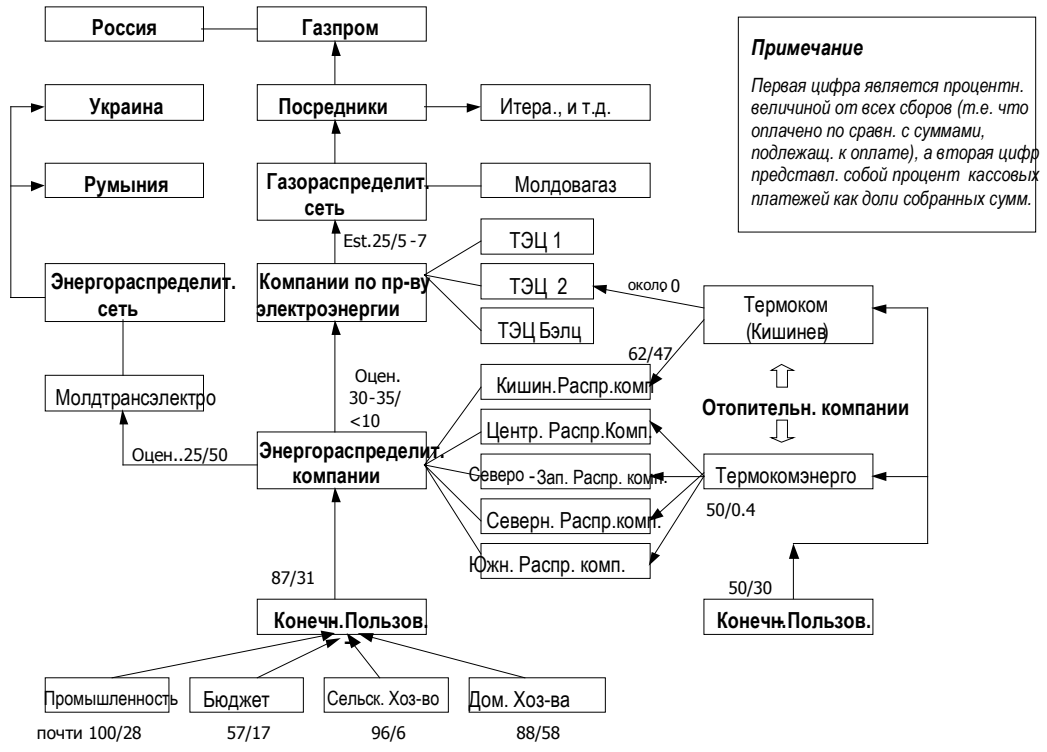 Россия
Газпром
Примечание
Первая цифра является процентн.
величиной от всех сборов (т.е. что
оплачено по сравн. с суммами,
подлежащ. к оплате), а вторая цифр
представл. собой процент кассовых
платежей как доли собранных сумм.
Украина
Посредники
Итера., и т.д.
Румыния
Газораспределит.
сеть
Молдовагаз
Est.25/5-7
Энергораспределит.
сеть
Компании по пр-ву
электроэнергии
ТЭЦ 1
ТЭЦ 2
ТЭЦ Бэлц
около 0
Термоком
(Кишинев)
62/47
Молдтрансэлектро
Оцен.
30-35/
<10
Кишин.Распр.комп
Отопительн. компании
Центр. Распр.Комп.
Оцен..25/50
Энергораспределит.
компании
Северо -Зап. Распр. комп.
Термокомэнерго
50/0.4
Северн. Распр.комп.
Южн. Распр. комп.
87/31
50/30
Конечн.Пользов.
Конечн.Пользов.
Промышленность
Бюджет
Сельск. Хоз-во
Дом. Хоз-ва
почти 100/28
57/17
96/6
88/58